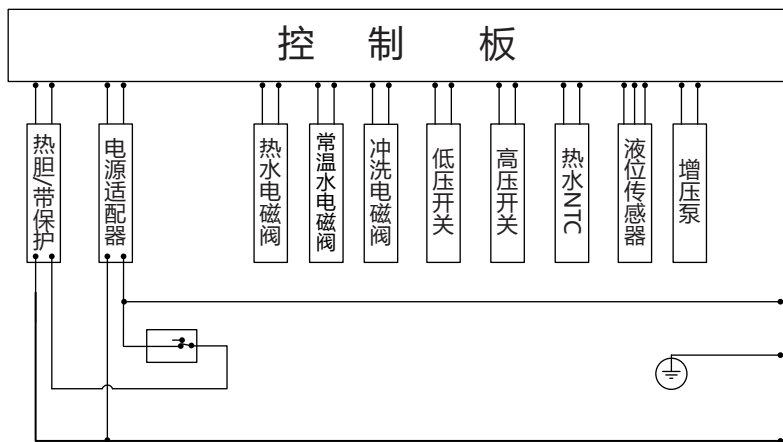 控制板
热胆/带保护
电源适配器
热水电磁阀
常温水电磁阀
冲洗电磁阀
低压开关
高压开关
热水NTC
液位传感器
增压泵